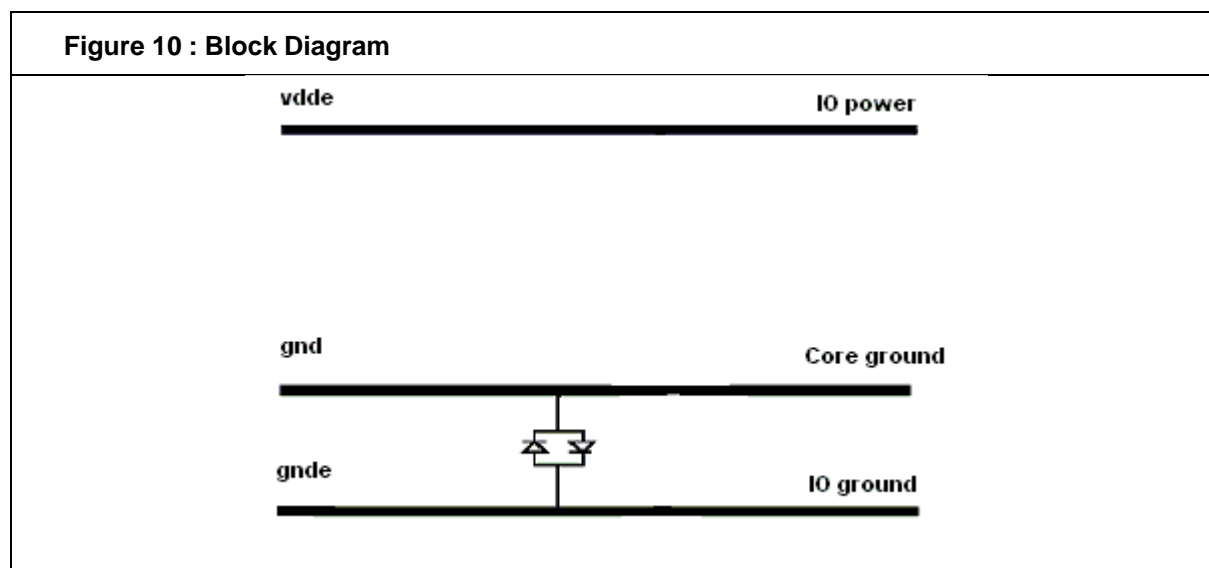 Figure 10 : Block Diagram
vdde IO power
gnd Core ground
gnde IO ground